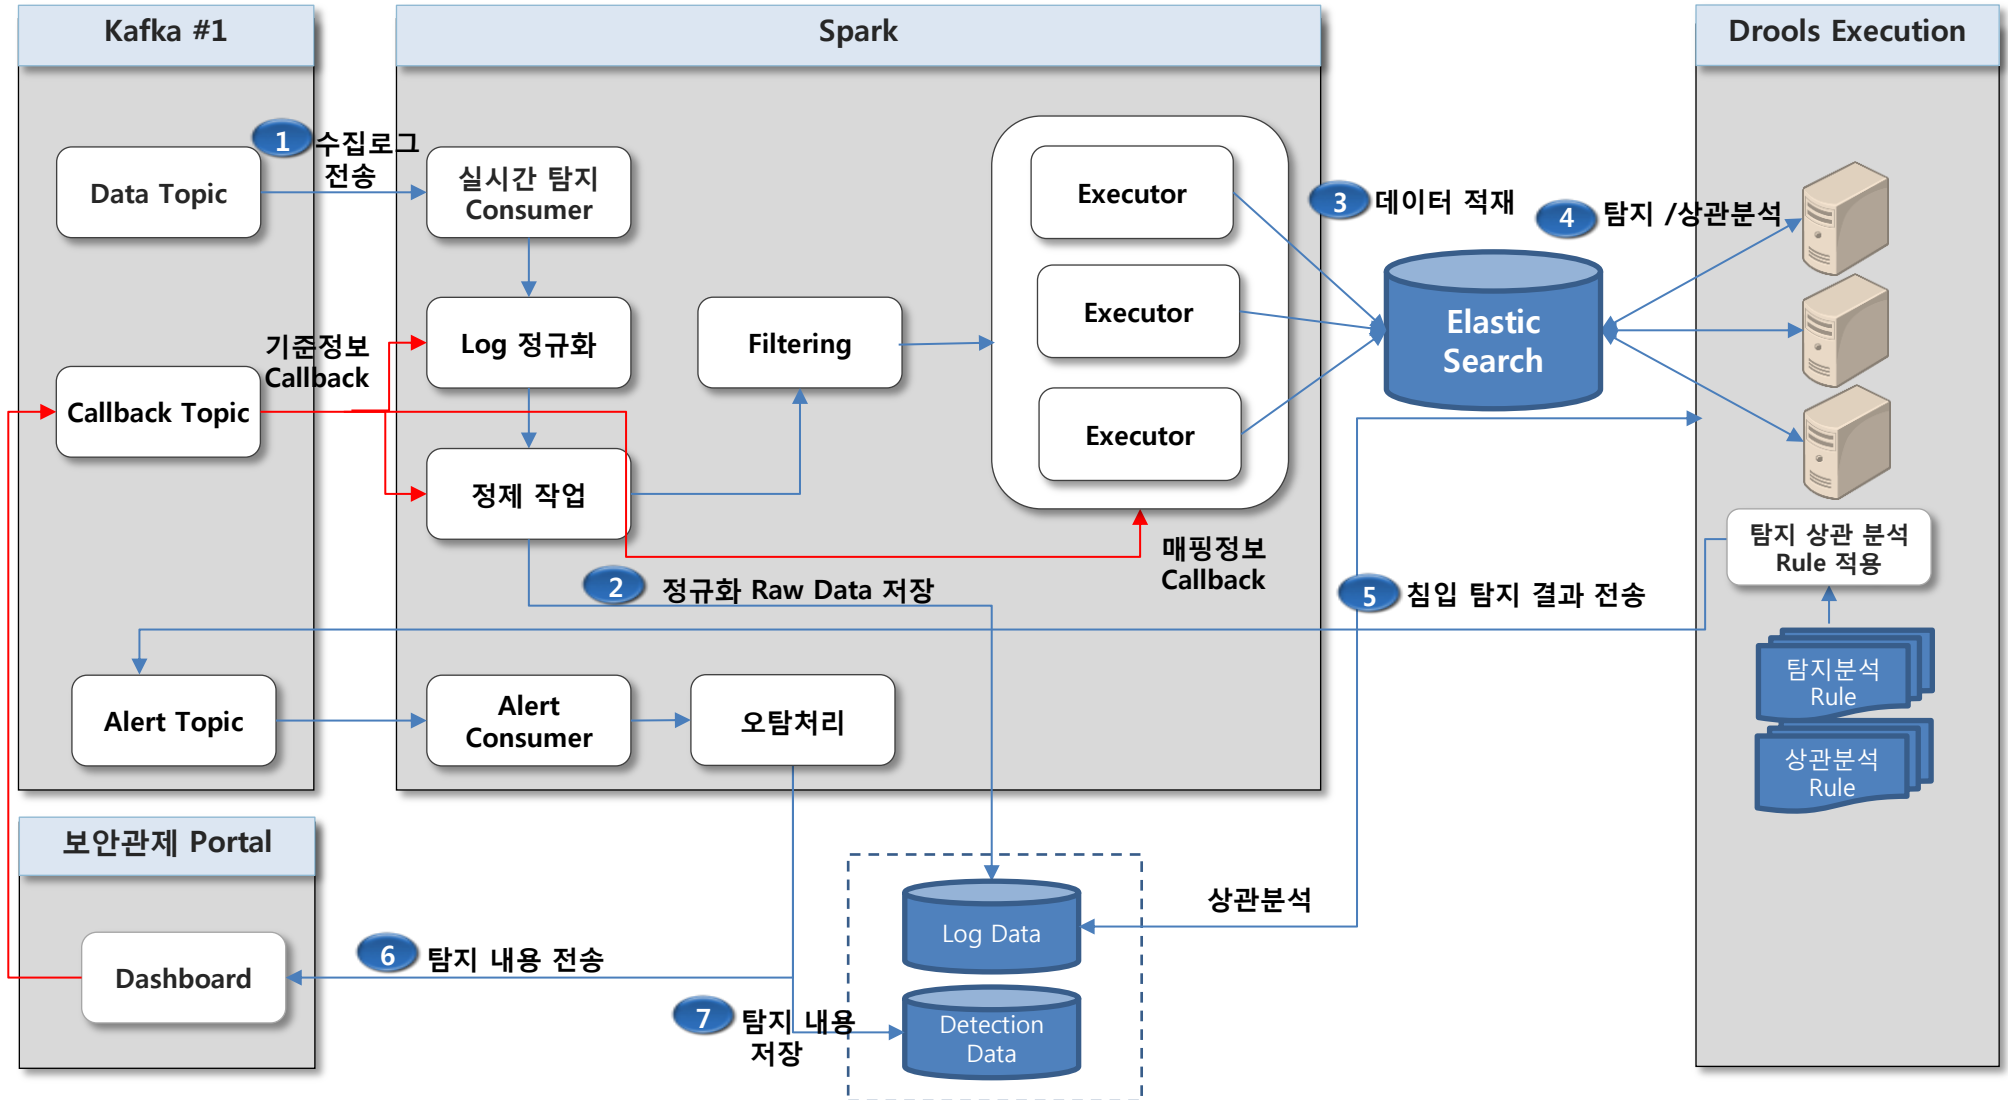 Kafka #1
Spark
Drools Execution
1
수집로그
전송
Data Topic
실시간 탐지
Consumer
Executor
3
데이터 적재
4
탐지 /상관분석
Executor
Elastic
Search
기준정보
Callback
Log 정규화
Filtering
Callback Topic
Executor
정제 작업
매핑정보
Callback
탐지 상관 분석
Rule 적용
2
정규화 Raw Data 저장
5
침입 탐지 결과 전송
탐지분석
Rule
Alert Topic
Alert
Consumer
오탐처리
상관분석
Rule
보안관제 Portal
상관분석
Log Data
6
탐지 내용 전송
Dashboard
7
탐지 내용
저장
Detection
Data